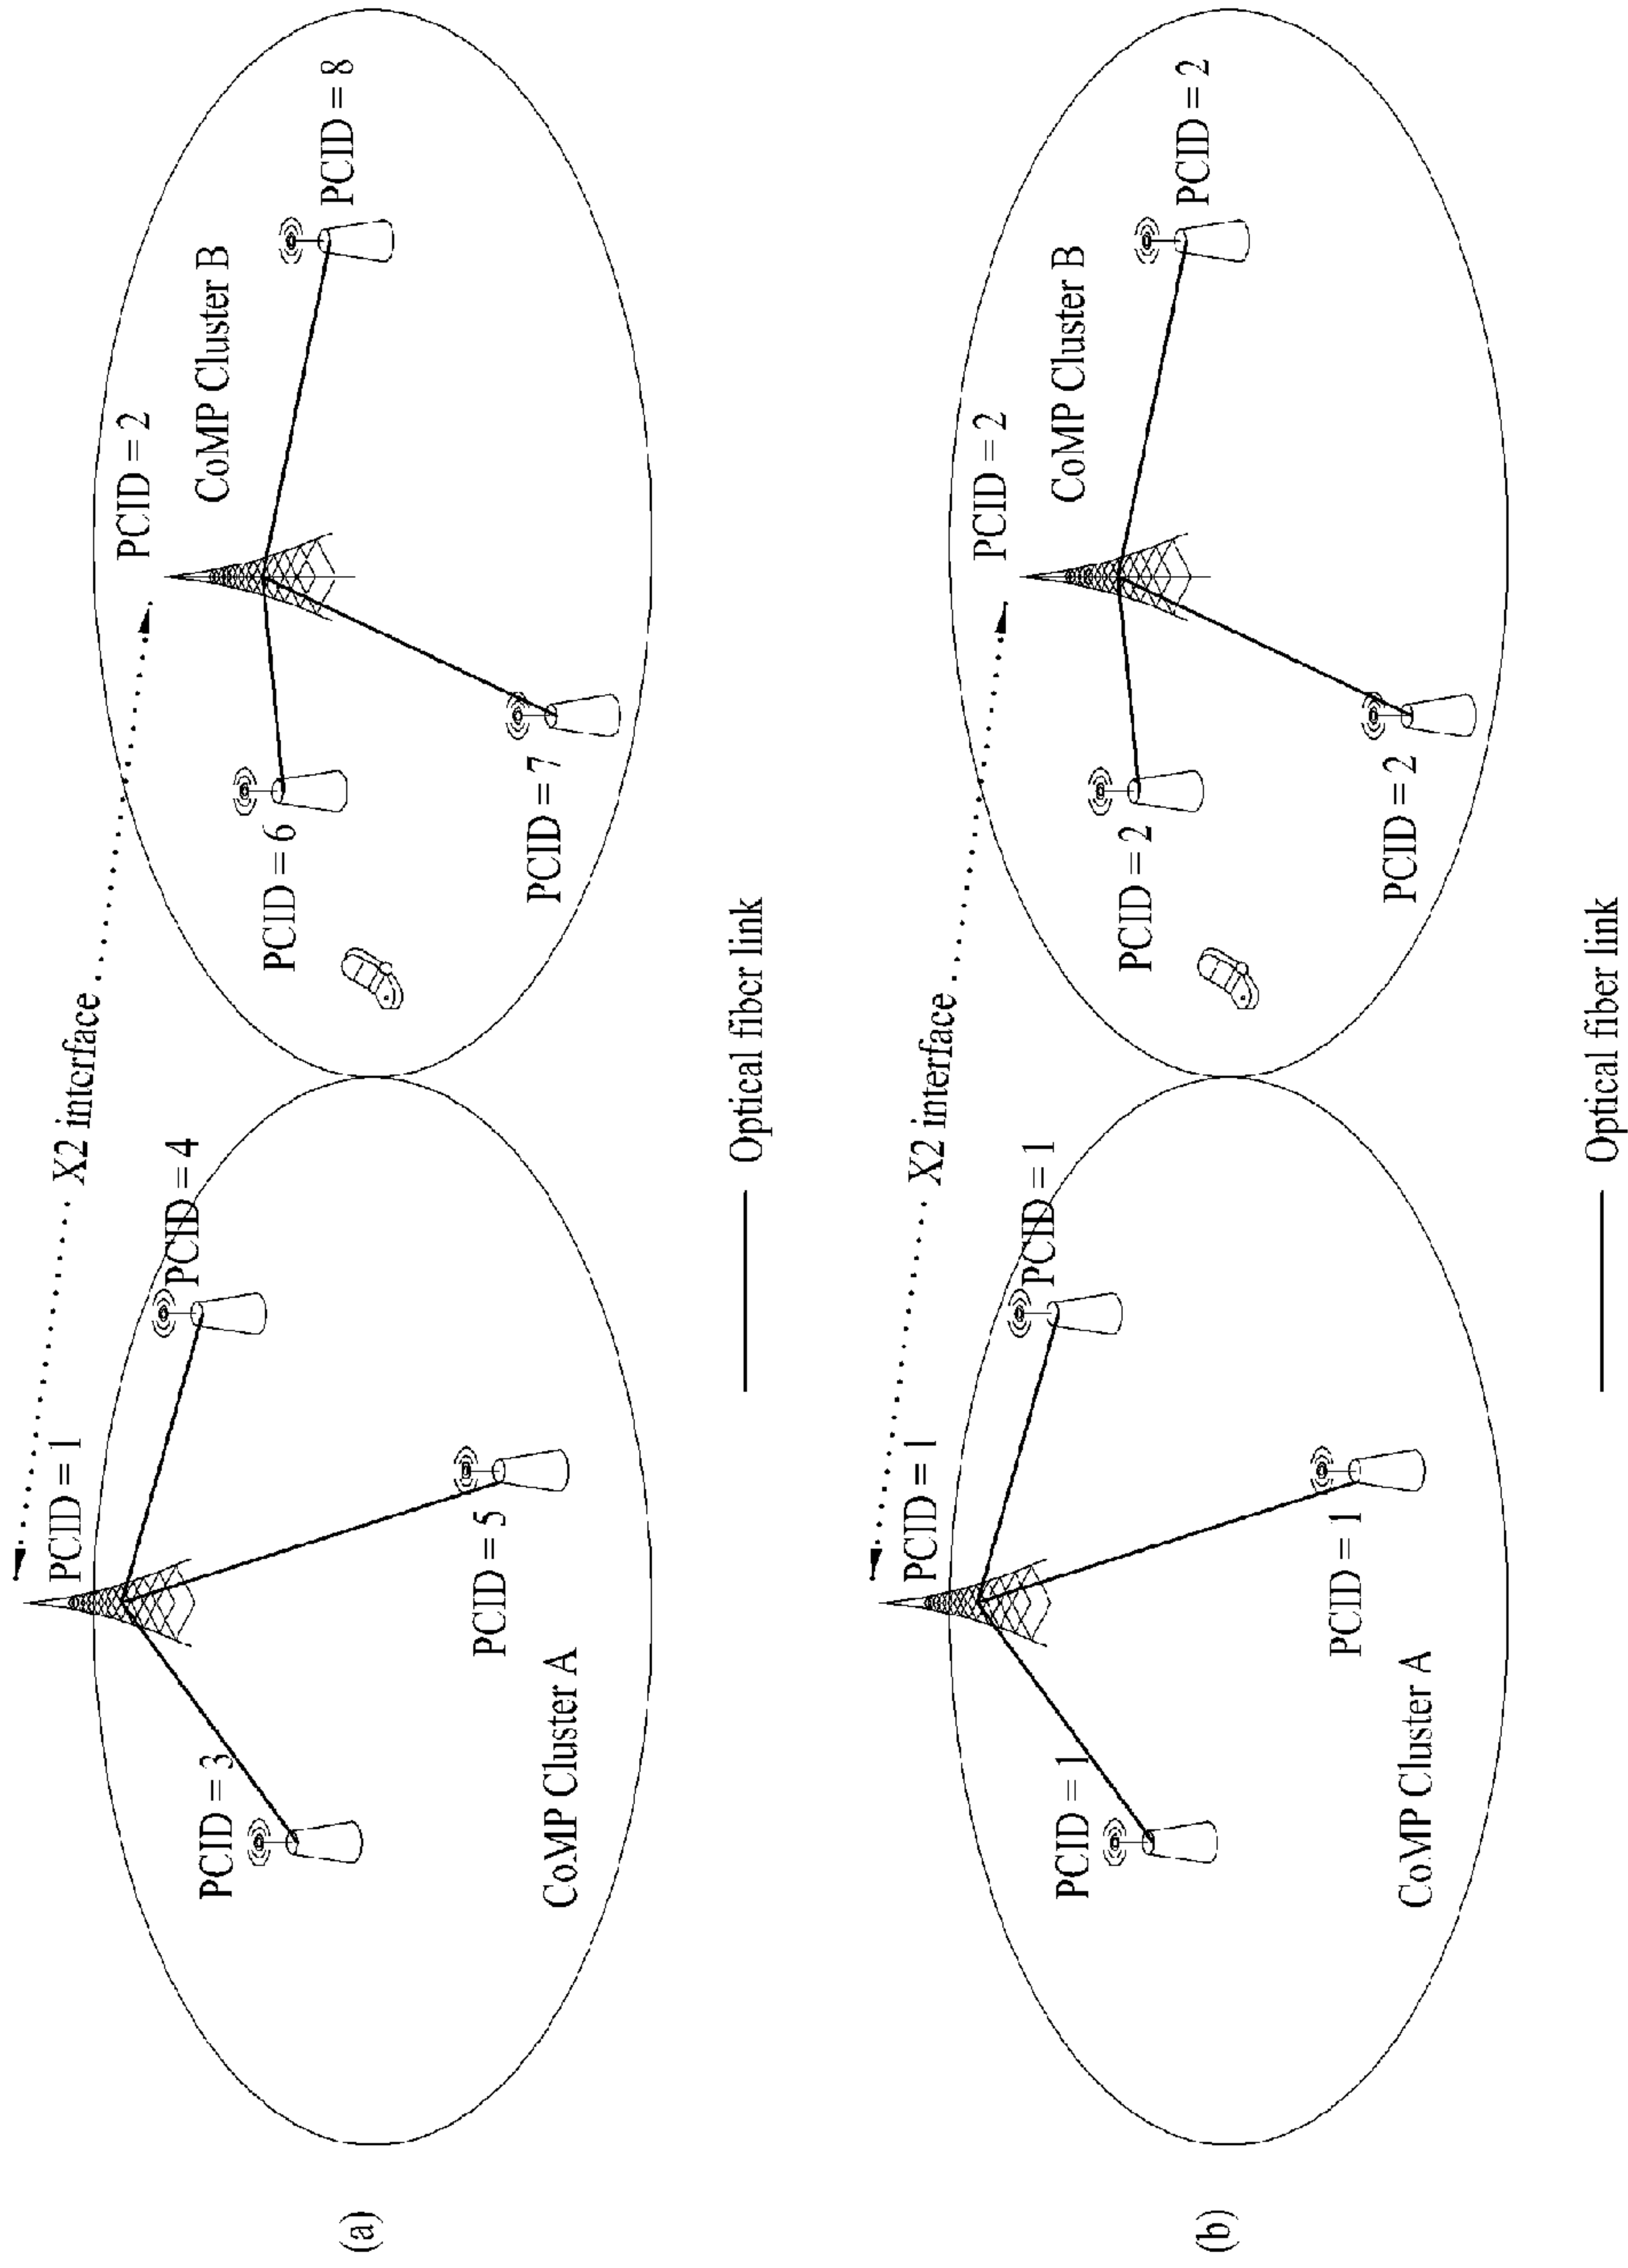 X2 interface
PCID = 1
PCID = 2
PCID = 4
CoMP Cluster B
PCID = 3
PCID = 6
PCID = 8
(a)
PCID = 5
PCID = 7
CoMP Cluster A
Optical fiber link
X2 interface
PCID = 1
PCID = 2
PCID = 1
CoMP Cluster B
PCID = 1
PCID = 2
PCID = 2
(b)
PCID = 1
PCID = 2
CoMP Cluster A
Optical fiber link